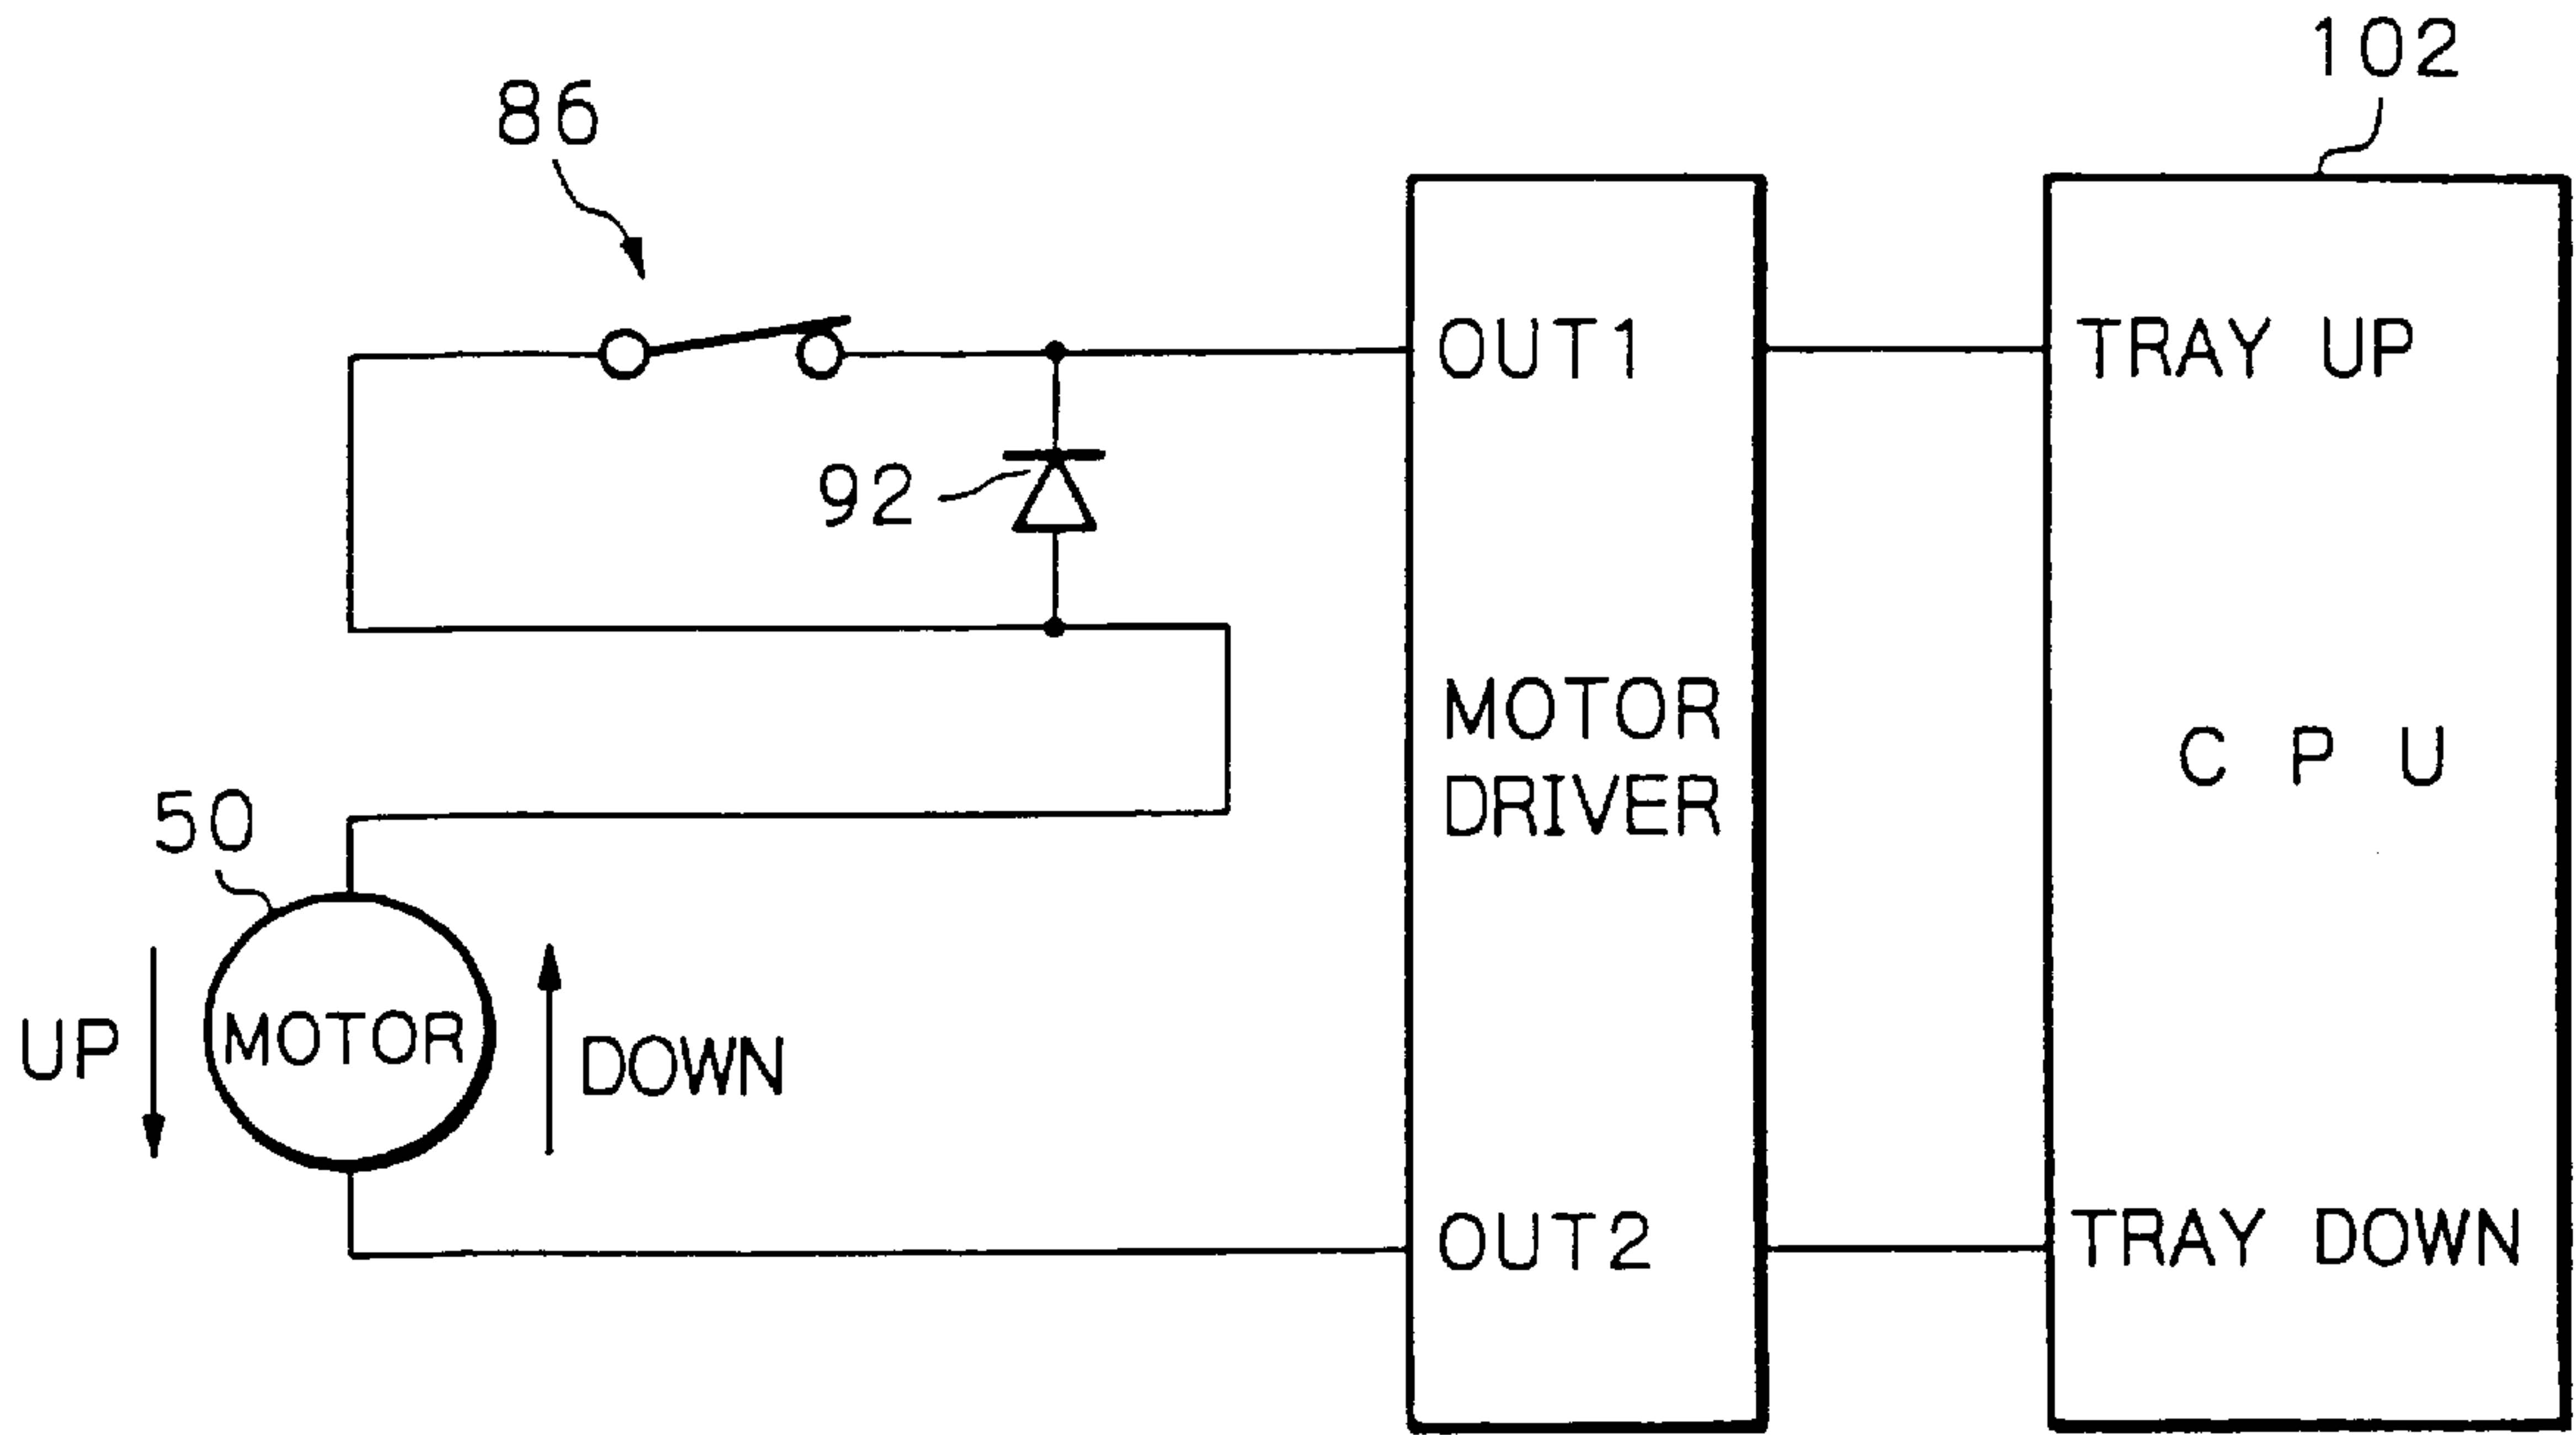 102
86
OUT1
TRAY UP
92
MOTOR
DRIVER
C P U
50
UP
MOTOR
DOWN
OUT2
TRAY DOWN